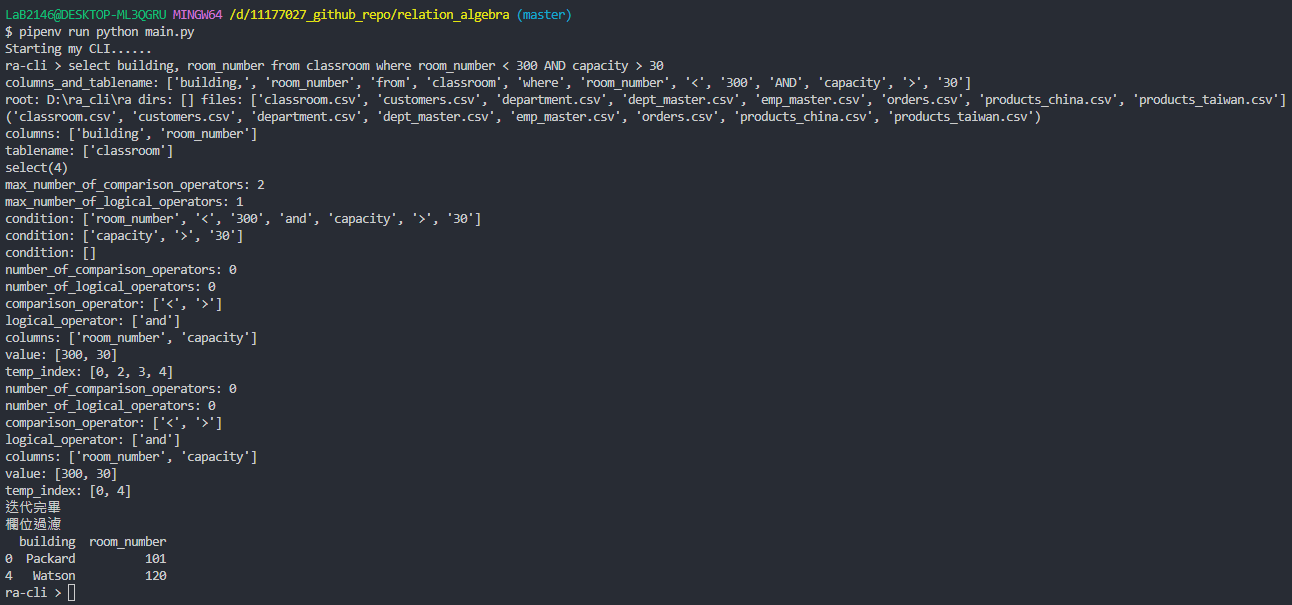 LaB2146@DESKTOP-ML3QGRU MINGW64 /d/11177027_github_repo/relation_algebra (master)
$ pipenv run python main.py
Starting my CLI......
ra-cli > select building, room_number from classroom where room_number < 300 AND capacity > 30
columns_and_tablename: ['building,', 'room_number', 'from', 'classroom', 'where', 'room_number', '<', '300', 'AND', 'capacity', '>', '30']
root: D:\ra_cli\ra dirs: [] files: ['classroom.csv', 'customers.csv', 'department.csv', 'dept_master.csv', 'emp_master.csv', 'orders.csv', 'products_china.csv', 'products_taiwan.csv']
('classroom.csv', 'customers.csv', 'department.csv', 'dept_master.csv', 'emp_master.csv', 'orders.csv', 'products_china.csv', 'products_taiwan.csv')
columns: ['building', 'room_number']
tablename: ['classroom']
select(4)
max_number_of_comparison_operators: 2
max_number_of_logical_operators: 1
condition: ['room_number', '<', '300', 'and', 'capacity', '>', '30']
condition: ['capacity', '>', '30']
condition: []
number_of_comparison_operators: 0
number_of_logical_operators: 0
comparison_operator: ['<', '>']
logical_operator: ['and']
columns: ['room_number', 'capacity']
value: [300, 30]
temp_index: [0, 2, 3, 4]
number_of_comparison_operators: 0
number_of_logical_operators: 0
comparison_operator: ['<', '>']
logical_operator: ['and']
columns: ['room_number', 'capacity']
value: [300, 30]
temp_index: [0, 4]
迭代完畢
欄位過濾
  building  room_number
0  Packard          101
4   Watson          120
ra-cli >